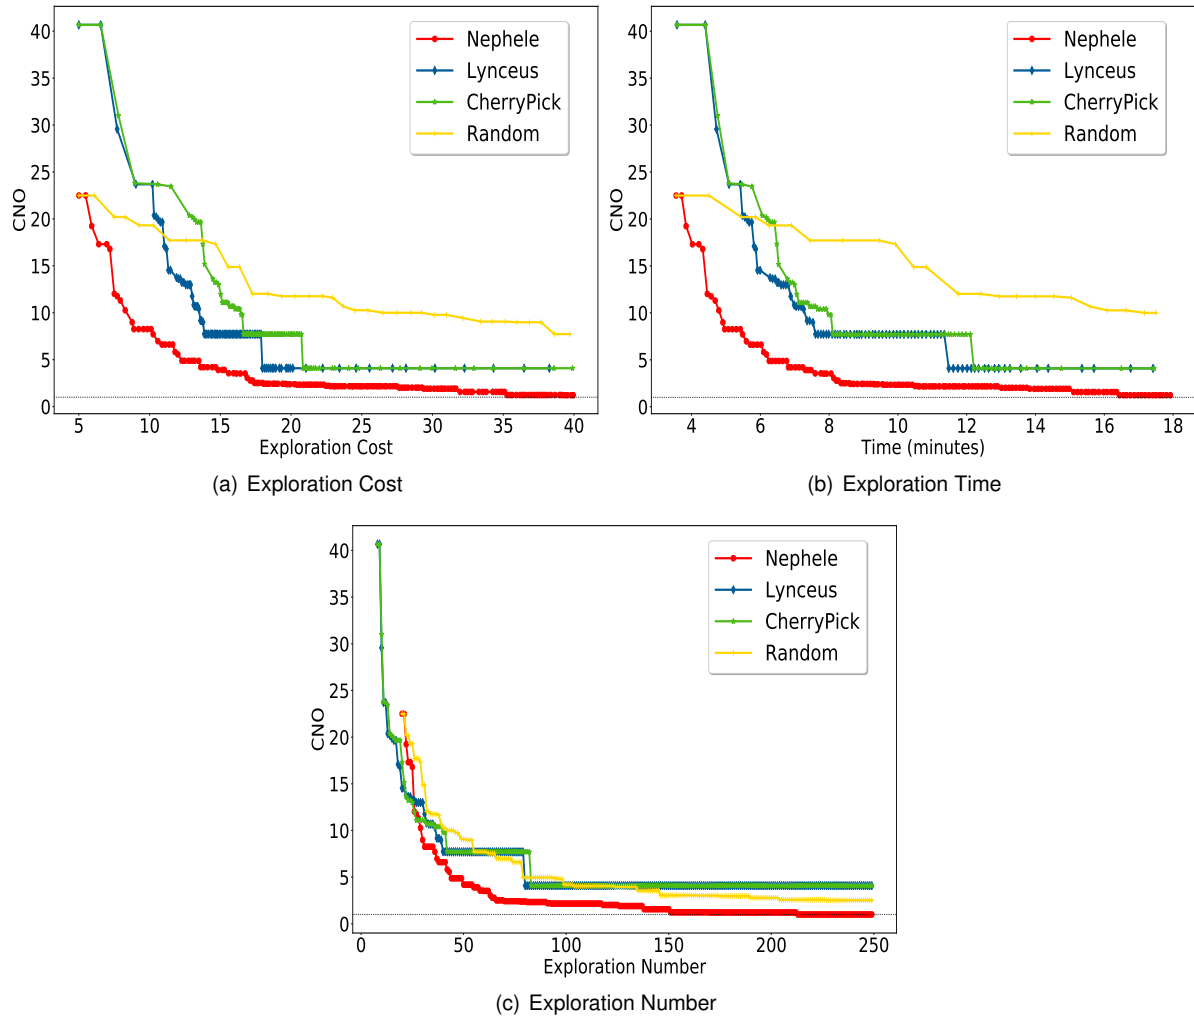 40
35
30
25
20
15
10
5
0
CNO
5 10 15 20 25 30 35 40
Exploration Cost
Nephele
Lynceus
CherryPick
Random
(a) Exploration Cost
40
35
30
25
20
15
10
5
0
CNO
4 6 8 10 12 14 16 18
Time (minutes)
Nephele
Lynceus
CherryPick
Random
(b) Exploration Time
40
35
30
25
20
15
10
5
0
CNO
0 50 100 150 200 250
Exploration Number
Nephele
Lynceus
CherryPick
Random
(c) Exploration Number